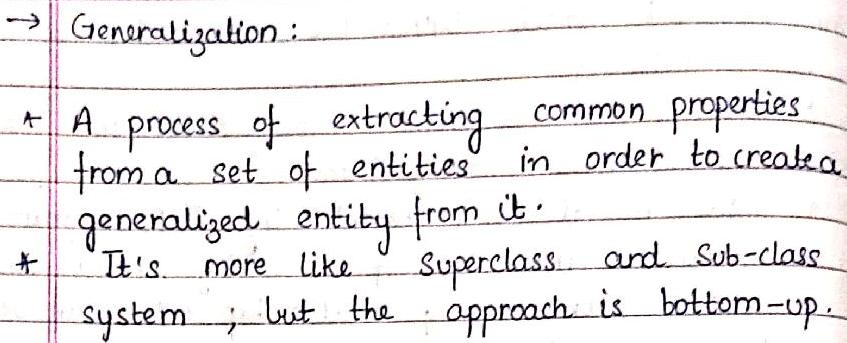 → Generalization :
* A process of extracting common properties
from a set of entities in order to create a
generalized entity from it.
* It's more like Superclass and Sub-class
system ; but the approach is bottom-up.